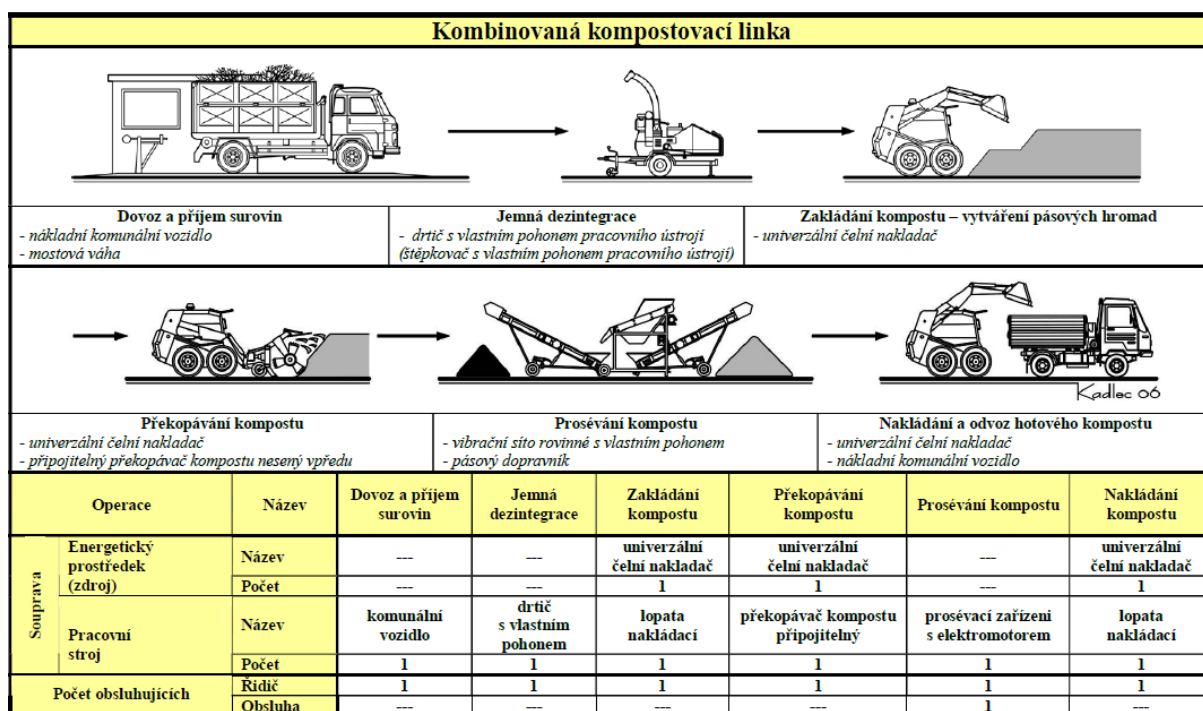 Kombinovaná kompostovací linka
Dovoz a příjem surovin
- nákladní komunální vozidlo
- mostová váha
Jemná dezintegrace
- drtič s vlastním pohonem pracovního ústrojí
(štěpkovač s vlastním pohonem pracovního ústrojí)
Zakládání kompostu – vytváření pásových hromad
- univerzální čelní nakladač
Kadlec 06
Překopávání kompostu
- univerzální čelní nakladač
- připojitelný překopávač kompostu nesený vpředu
Prosévání kompostu
- vibrační síto rovinné s vlastním pohonem
- pásový dopravník
Nakládání a odvoz hotového kompostu
- univerzální čelní nakladač
- nákladní komunální vozidlo
Operace Název Dovoz a příjem surovin Jemná dezintegrace Zakládání kompostu Překopávání kompostu Prosévání kompostu Nakládání kompostu
Souprava
Energetický prostředek (zdroj)
Název --- --- univerzální čelní nakladač univerzální čelní nakladač --- univerzální čelní nakladač
Počet --- --- 1 1 --- 1
Pracovní stroj
Název komunální vozidlo drtič s vlastním pohonem lopata nakládací překopávač kompostu připojitelný prosévací zařízeni s elektromotorem lopata nakládací
Počet 1 1 1 1 1 1
Počet obsluhujících
Řidič 1 1 1 1 1 1
Obsluha --- --- --- --- 1 ---